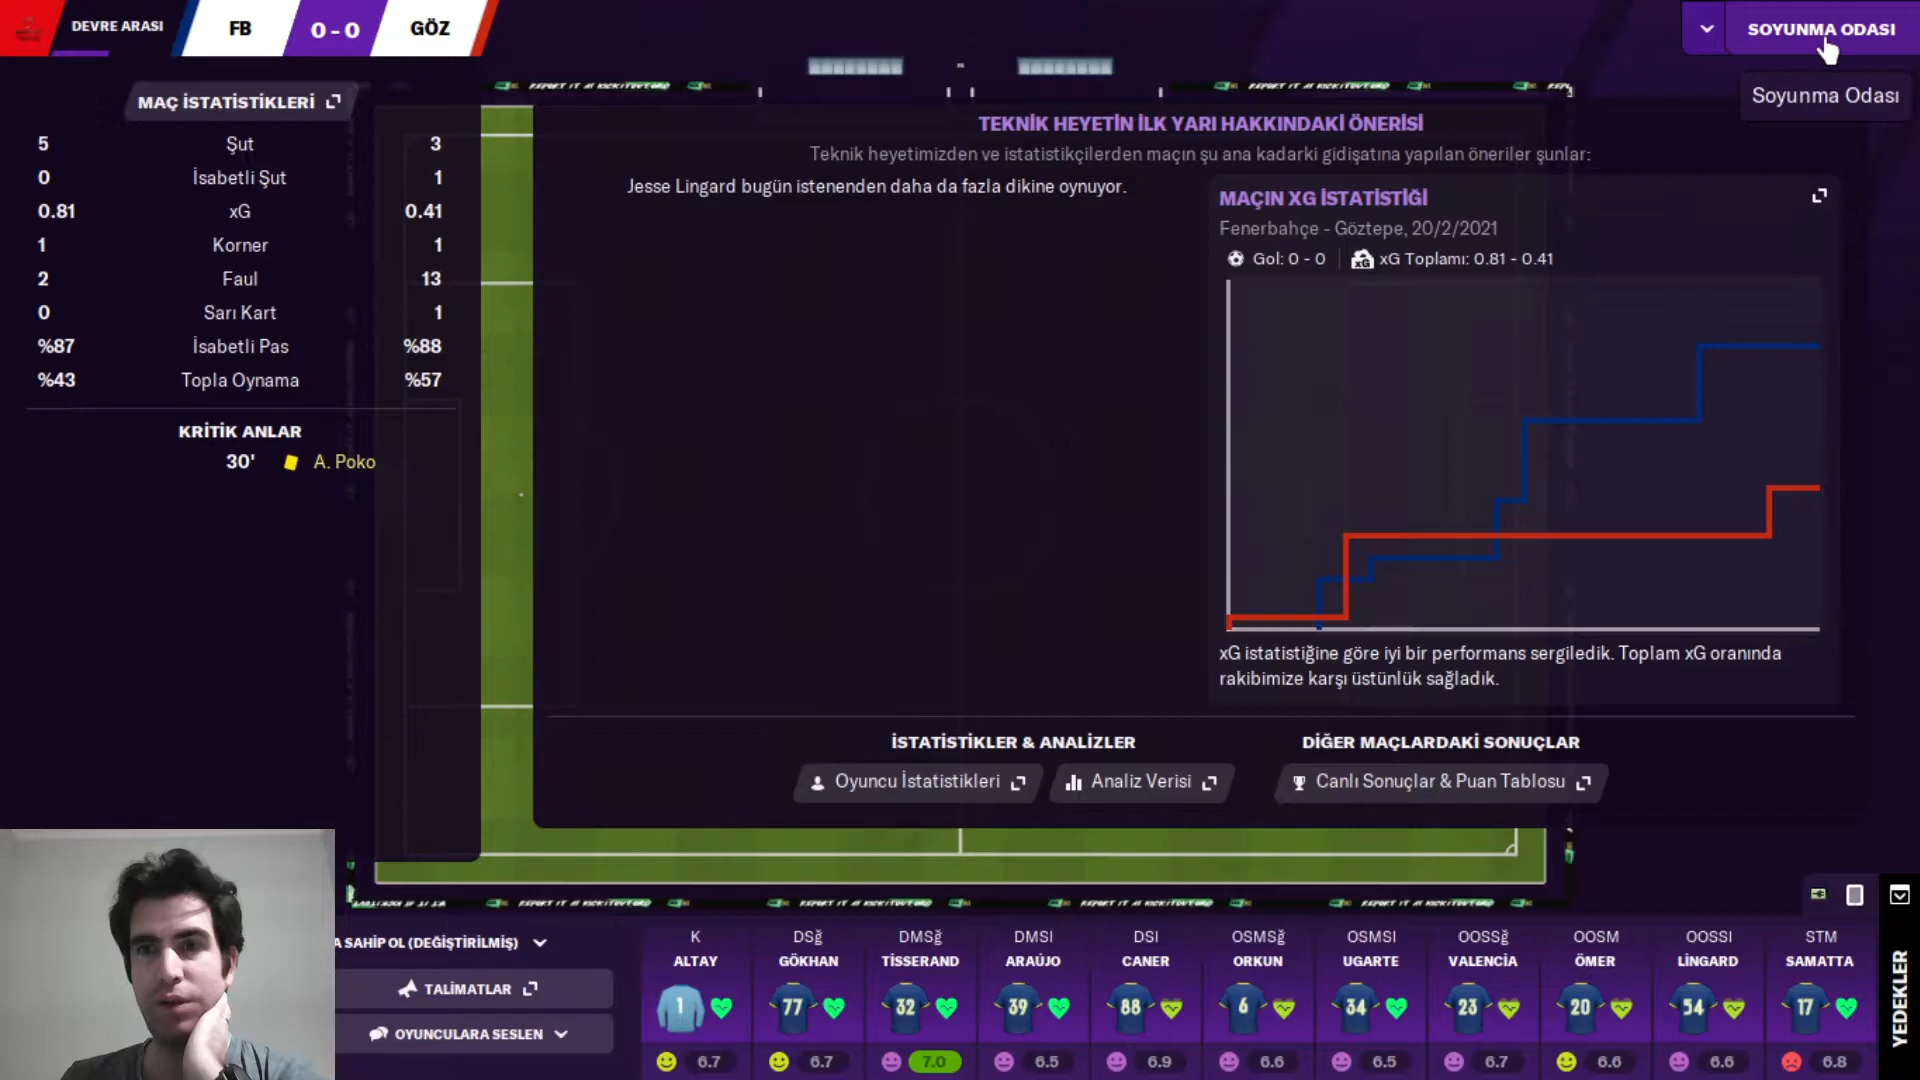 DEVRE ARASI
FB
0 - 0
GÖZ
SOYUNMA ODASI
Soyunma Odası
MAÇ İSTATİSTİKLERİ
5 Şut 3
0 İsabetli Şut 1
0.81 xG 0.41
1 Korner 1
2 Faul 13
0 Sarı Kart 1
%87 İsabetli Pas %88
%43 Topla Oynama %57
KRİTİK ANLAR
30' A. Poko
TEKNİK HEYETİN İLK YARI HAKKINDAKİ ÖNERİSİ
Teknik heyetimizden ve istatistikçilerden maçın şu ana kadarki gidişatına yapılan öneriler şunlar:
Jesse Lingard bugün istenenden daha da fazla dikine oynuyor.
MAÇIN XG İSTATİSTİĞİ
Fenerbahçe - Göztepe, 20/2/2021
Gol: 0 - 0 xG xG Toplamı: 0.81 - 0.41
xG istatistiğine göre iyi bir performans sergiledik. Toplam xG oranında
rakibimize karşı üstünlük sağladık.
İSTATİSTİKLER & ANALİZLER
DİĞER MAÇLARDAKİ SONUÇLAR
Oyuncu İstatistikleri
Analiz Verisi
Canlı Sonuçlar & Puan Tablosu
A SAHİP OL (DEĞİŞTİRİLMİŞ)
TALİMATLAR
OYUNCULARA SESLEN
K DSğ DMSğ DMSl DSl OSMSğ OSMSl OOSSğ OOSM OOSSl STM
ALTAY GÖKHAN TİSSERAND ARAÚJO CANER ORKUN UGARTE VALENCİA ÖMER LİNGARD SAMATTA
1 77 32 39 88 6 34 23 20 54 17
6.7 6.7 7.0 6.5 6.9 6.6 6.5 6.7 6.6 6.6 6.8
YEDEKLER